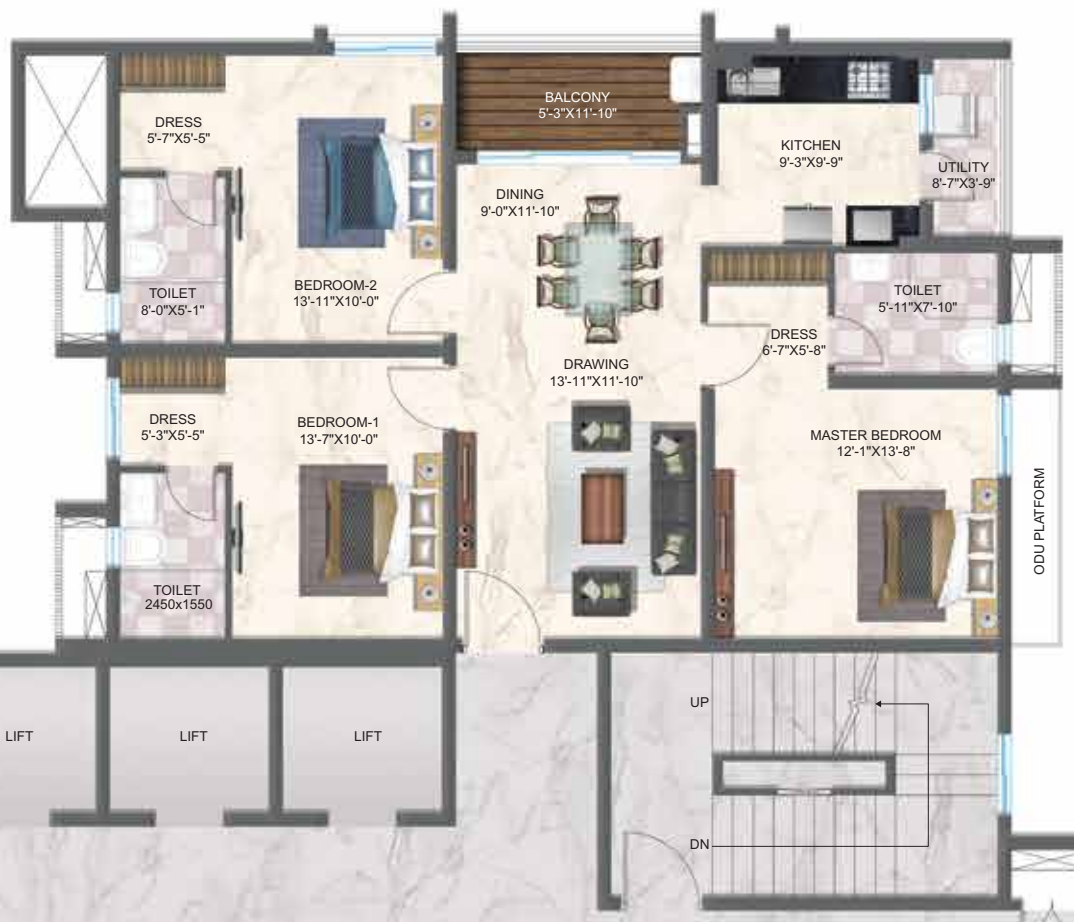 BALCONY
5'-3"X11'-10"
DRESS
5'-7"X5'-5"
KITCHEN
9'-3"X9'-9"
UTILITY
8'-7"X3'-9"
DINING
9'-0"X11'-10"
BEDROOM-2
13'-11"X10'-0"
TOILET
8'-0"X5'-1"
TOILET
5'-11"X7'-10"
DRESS
6'-7"X5'-8"
DRAWING
13'-11"X11'-10"
DRESS
5'-3"X5'-5"
BEDROOM-1
13'-7"X10'-0"
MASTER BEDROOM
12'-1"X13'-8"
ODU PLATFORM
TOILET
2450x1550
UP
LIFT
LIFT
LIFT
DN